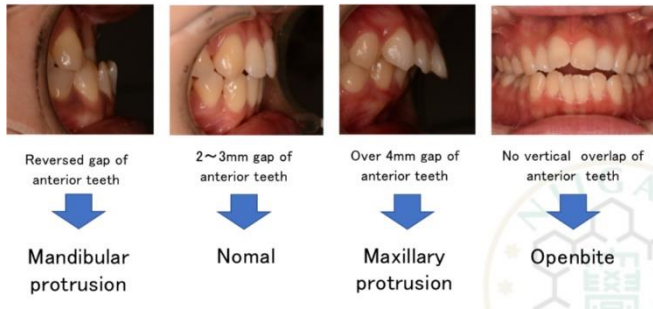 Reversed gap of
anterior teeth
2～3mm gap of
anterior teeth
Over 4mm gap of
anterior teeth
No vertical overlap of
anterior teeth
Mandibular
protrusion
Nomal
Maxillary
protrusion
Openbite